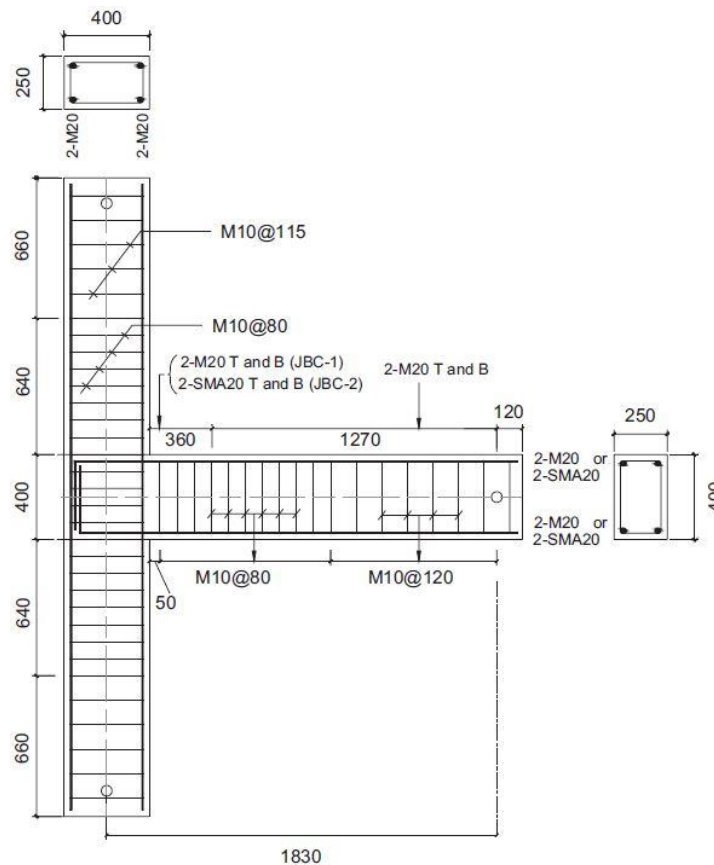 400
250
2-M20
2-M20
660
M10@115
M10@80
640
2-M20 T and B (JBC-1)
2-SMA20 T and B (JBC-2)
2-M20 T and B
120
360
1270
250
400
2-M20 or
2-SMA20
2-M20 or
2-SMA20
400
M10@80
M10@120
50
640
660
1830